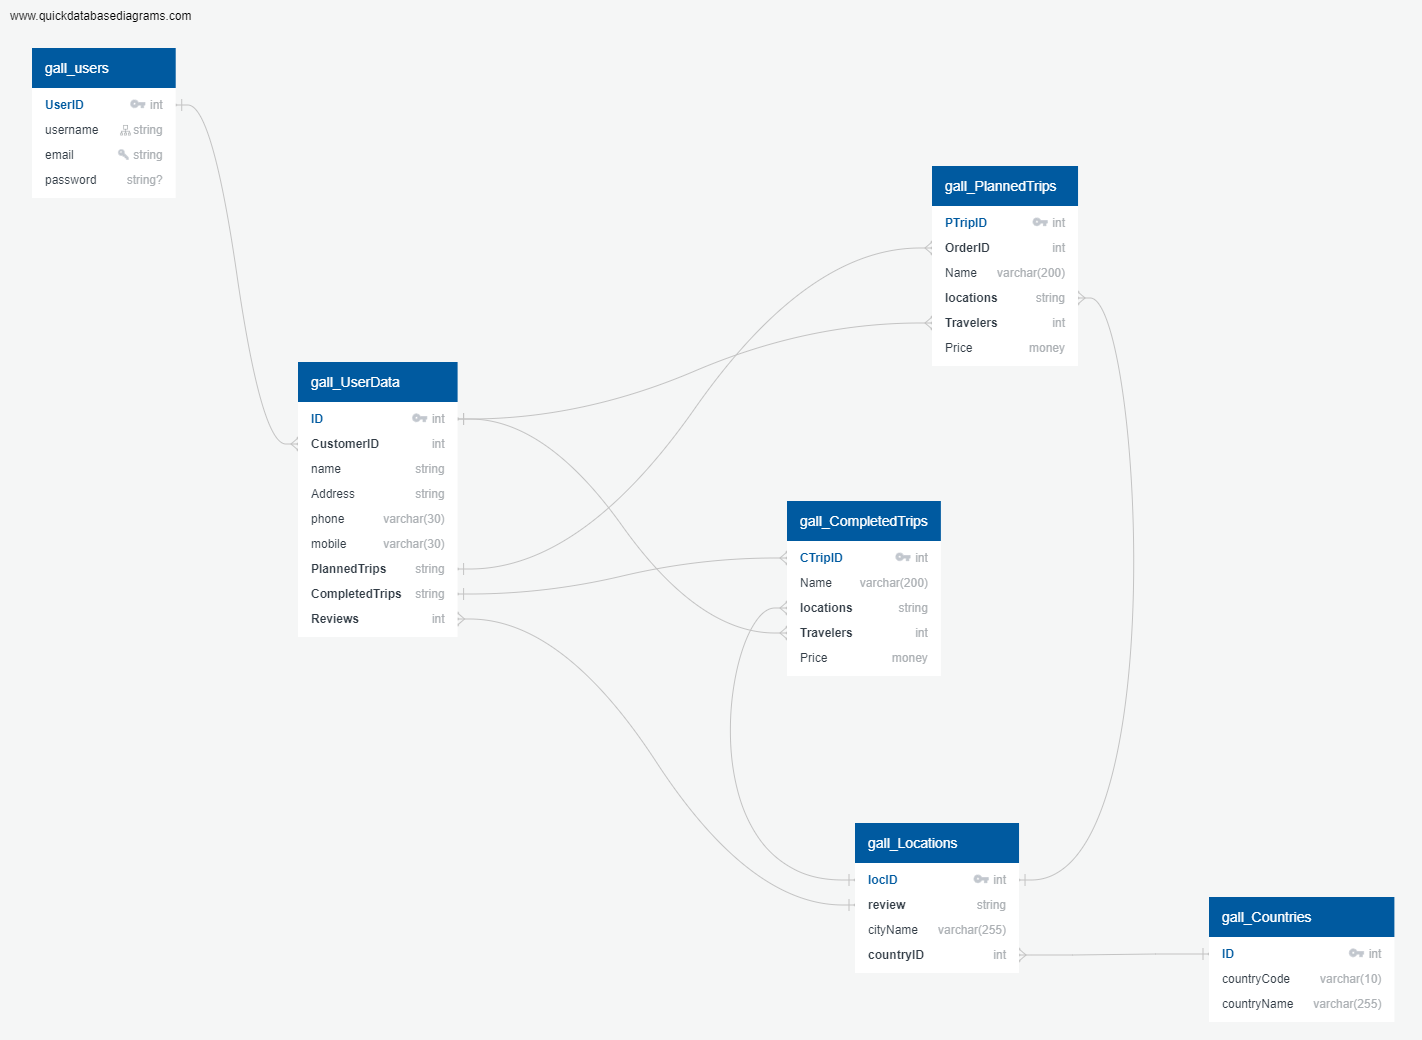 www.quickdatabasediagrams.com
gall_users
UserID int
username string
email string
password string?
gall_PlannedTrips
PTripID int
OrderID int
Name varchar(200)
locations string
Travelers int
Price money
gall_UserData
ID int
CustomerID int
name string
Address string
phone varchar(30)
mobile varchar(30)
PlannedTrips string
CompletedTrips string
Reviews int
gall_CompletedTrips
CTripID int
Name varchar(200)
locations string
Travelers int
Price money
gall_Locations
locID int
review string
cityName varchar(255)
countryID int
gall_Countries
ID int
countryCode varchar(10)
countryName varchar(255)